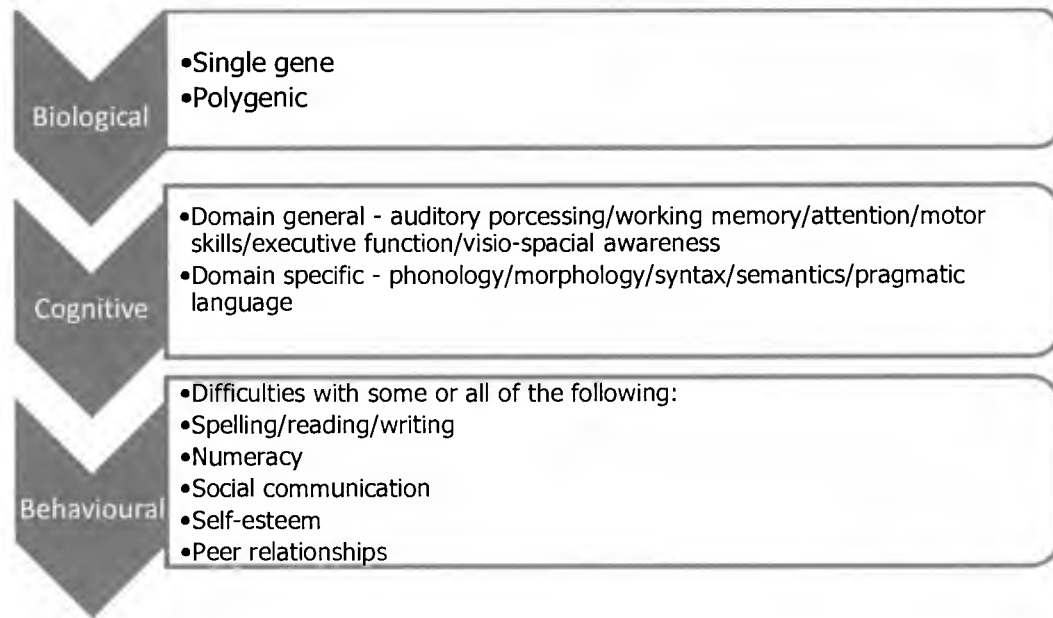 Biological
•Single gene
•Polygenic
Cognitive
•Domain general - auditory porcessing/working memory/attention/motor
skills/executive function/visio-spacial awareness
•Domain specific - phonology/morphology/syntax/semantics/pragmatic
language
Behavioural
•Difficulties with some or all of the following:
•Spelling/reading/writing
•Numeracy
•Social communication
•Self-esteem
•Peer relationships